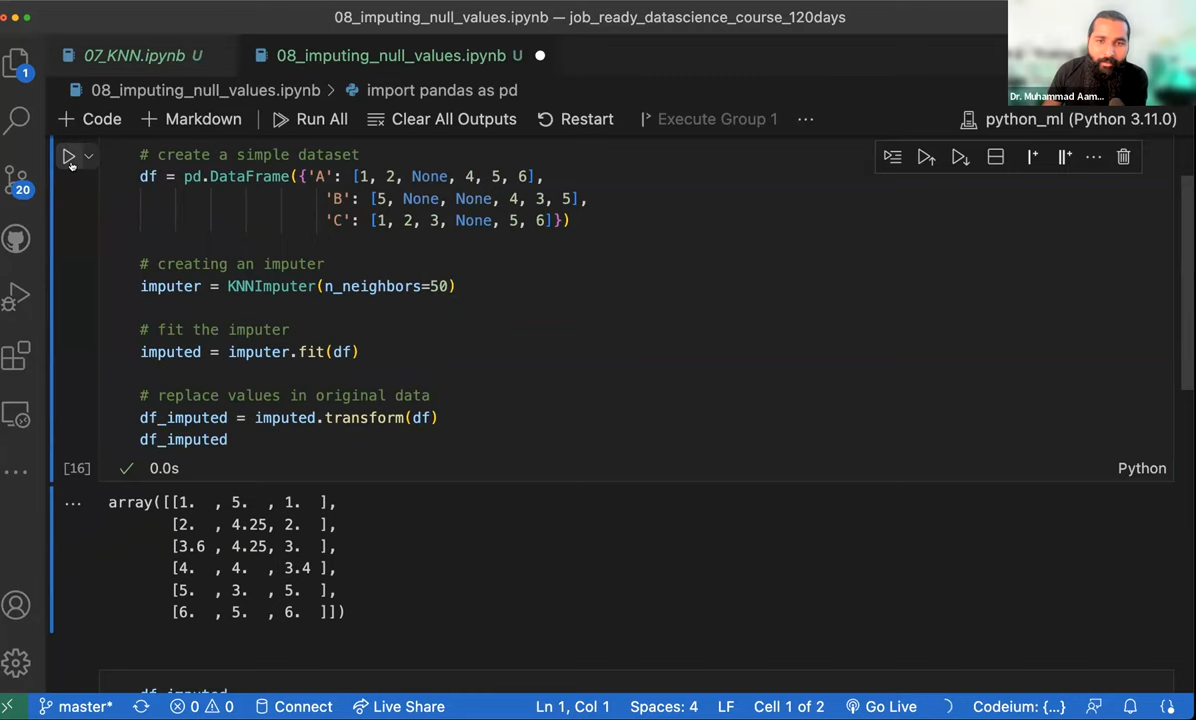 08_imputing_null_values.ipynb — job_ready_datascience_course_120days
07_KNN.ipynb U
08_imputing_null_values.ipynb U
08_imputing_null_values.ipynb > import pandas as pd
Dr. Muhammad Aam...
+ Code + Markdown Run All Clear All Outputs Restart Execute Group 1 ... python_ml (Python 3.11.0)
1
20
# create a simple dataset
df = pd.DataFrame({'A': [1, 2, None, 4, 5, 6],
'B': [5, None, None, 4, 3, 5],
'C': [1, 2, 3, None, 5, 6]})
# creating an imputer
imputer = KNNImputer(n_neighbors=50)
# fit the imputer
imputed = imputer.fit(df)
# replace values in original data
df_imputed = imputed.transform(df)
df_imputed
[16] 0.0s Python
array([[1. , 5. , 1. ],
[2. , 4.25, 2. ],
[3.6 , 4.25, 3. ],
[4. , 4. , 3.4 ],
[5. , 3. , 5. ],
[6. , 5. , 6. ]])
df_imputed
master* 0 0 Connect Live Share Ln 1, Col 1 Spaces: 4 LF Cell 1 of 2 Go Live Codeium: {...}